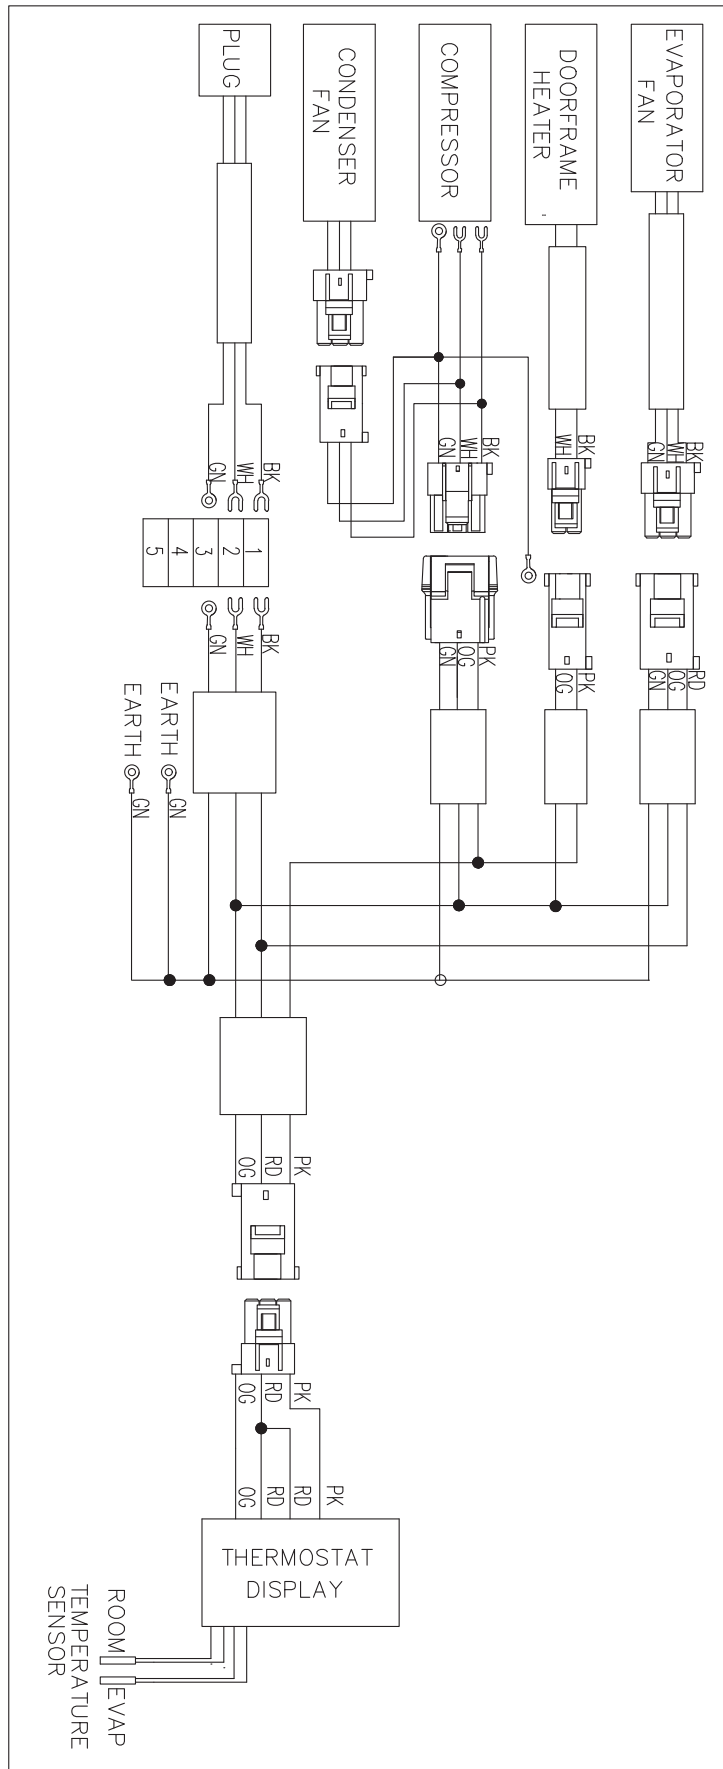 PLUG
CONDENSER
FAN
COMPRESSOR
DOORFRAME
HEATER
EVAPORATOR
FAN
GN
WH
BK
GN
WH
BK
WH
BK
GN
WH
BK
5
4
3
2
1
GN
WH
BK
GN
OG
PK
OG
PK
GN
OG
RD
EARTH
EARTH
GN
GN
OG
RD
PK
OG
RD
PK
OG
RD
RD
PK
THERMOSTAT
DISPLAY
ROOM EVAP
TEMPERATURE
SENSOR